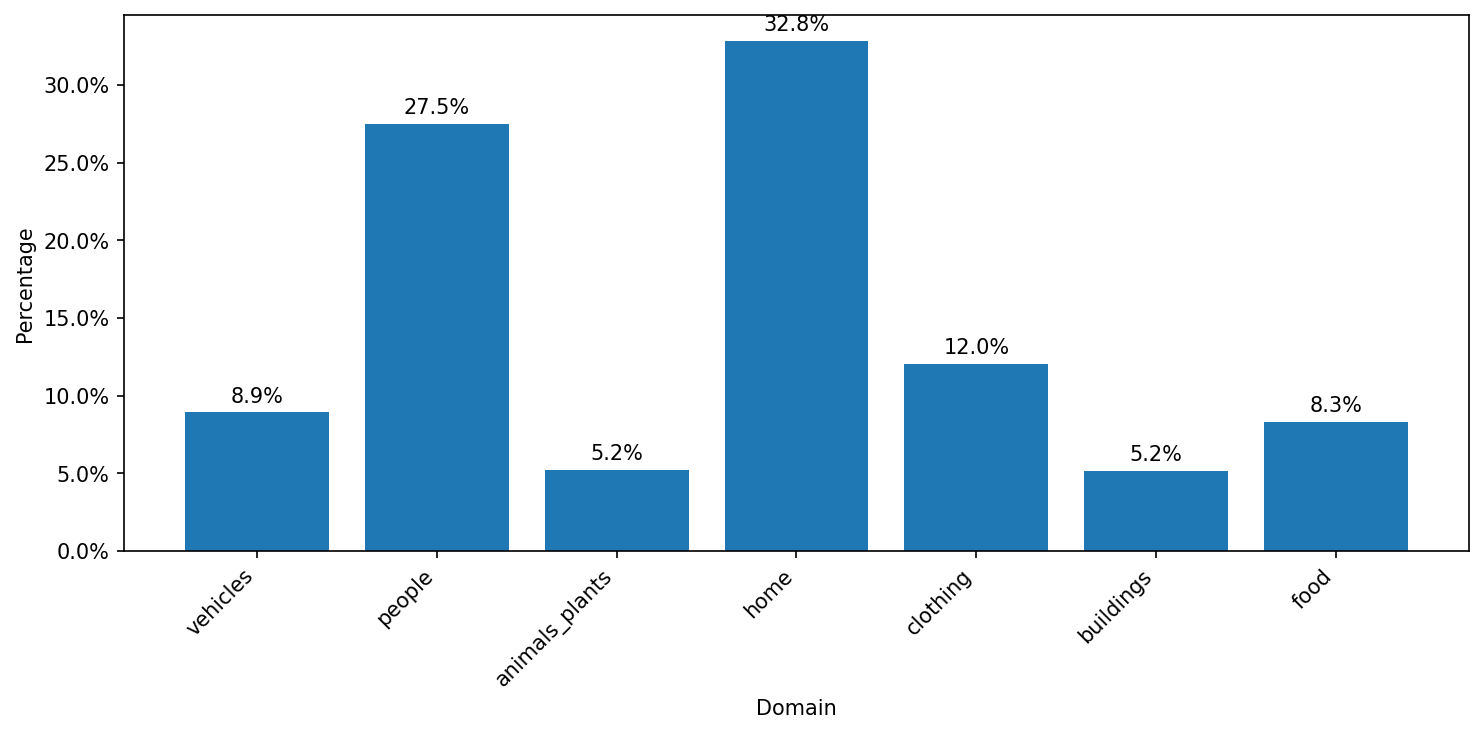 32.8%
30.0%
27.5%
25.0%
20.0%
Percentage
15.0%
12.0%
10.0%
8.9%
8.3%
5.2%
5.2%
5.0%
0.0%
vehicles
people
animals_plants
home
clothing
buildings
food
Domain